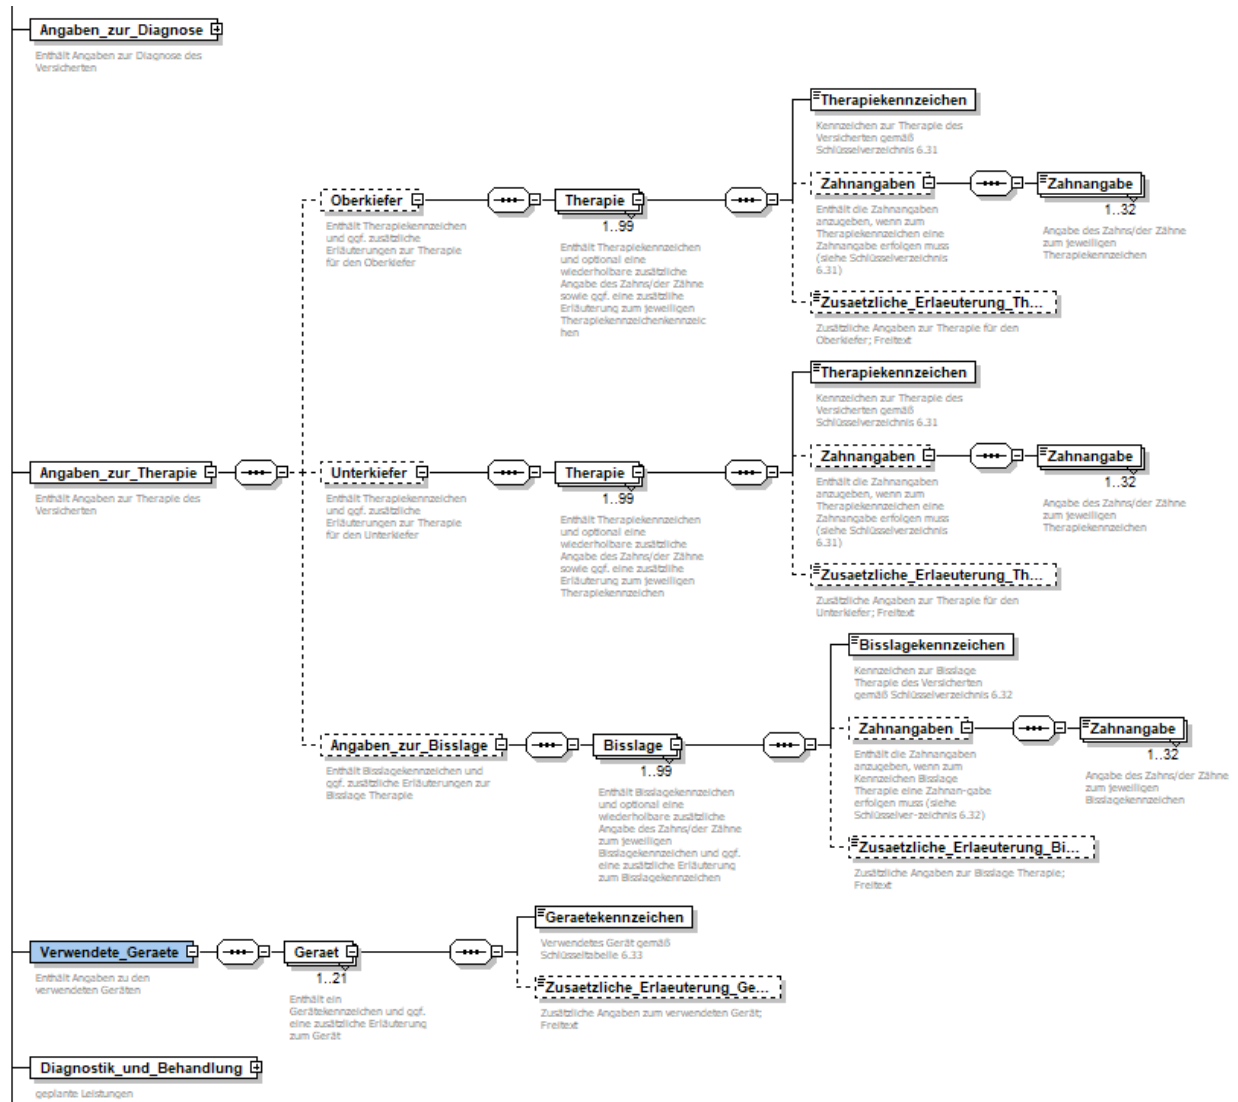 Angaben_zur_Diagnose
Enthält Angaben zur Diagnose des
Versicherten
Therapiekennzeichen
Kennzeichen zur Therapie des
Versicherten gemäß
Schlüsselverzeichnis 6.31
Oberkiefer
Enthält Therapiekennzeichen
und ggf. zusätzliche
Erläuterungen zur Therapie
für den Oberkiefer
Therapie
1..99
Enthält Therapiekennzeichen
und optional eine
wiederholbare zusätzliche
Angabe des Zahns/der Zähne
sowie ggf. eine zusätzlihe
Erläuterung zum jeweiligen
Therapiekennzeichenkennzeic
hen
Zahnangaben
Enthält die Zahnangaben
anzugeben, wenn zum
Therapiekennzeichen eine
Zahnangabe erfolgen muss
(siehe Schlüsselverzeichnis
6.31)
Zahnangabe
1..32
Angabe des Zahns/der Zähne
zum jeweiligen
Therapiekennzeichen
Zusaetzliche_Erlaeuterung_Th...
Zusätzliche Angaben zur Therapie für den
Oberkiefer; Freitext
Therapiekennzeichen
Kennzeichen zur Therapie des
Versicherten gemäß
Schlüsselverzeichnis 6.31
Angaben_zur_Therapie
Enthält Angaben zur Therapie des
Versicherten
Unterkiefer
Enthält Therapiekennzeichen
und ggf. zusätzliche
Erläuterungen zur Therapie
für den Unterkiefer
Therapie
1..99
Enthält Therapiekennzeichen
und optional eine
wiederholbare zusätzliche
Angabe des Zahns/der Zähne
sowie ggf. eine zusätzlihe
Erläuterung zum jeweiligen
Therapiekennzeichen
Zahnangaben
Enthält die Zahnangaben
anzugeben, wenn zum
Therapiekennzeichen eine
Zahnangabe erfolgen muss
(siehe Schlüsselverzeichnis
6.31)
Zahnangabe
1..32
Angabe des Zahns/der Zähne
zum jeweiligen
Therapiekennzeichen
Zusaetzliche_Erlaeuterung_Th...
Zusätzliche Angaben zur Therapie für den
Unterkiefer; Freitext
Bisslagekennzeichen
Kennzeichen zur Bisslage
Therapie des Versicherten
gemäß Schlüsselverzeichnis 6.32
Angaben_zur_Bisslage
Enthält Bisslagekennzeichen und
ggf. zusätzliche Erläuterungen zur
Bisslage Therapie
Bisslage
1..99
Enthält Bisslagekennzeichen
und optional eine
wiederholbare zusätzliche
Angabe des Zahns/der Zähne
zum jeweiligen
Bisslagekennzeichen und ggf.
eine zusätzliche Erläuterung
zum Bisslagekennzeichen
Zahnangaben
Enthält die Zahnangaben
anzugeben, wenn zum
Kennzeichen Bisslage
Therapie eine Zahnan-gabe
erfolgen muss (siehe
Schlüsselver-zeichnis 6.32)
Zahnangabe
1..32
Angabe des Zahns/der Zähne
zum jeweiligen
Bisslagekennzeichen
Zusaetzliche_Erlaeuterung_Bi...
Zusätzliche Angaben zur Bisslage Therapie;
Freitext
Geraetekennzeichen
Verwendetes Gerät gemäß
Schlüsseltabelle 6.33
Verwendete_Geraete
Enthält Angaben zu den
verwendeten Geräten
Geraet
1..21
Enthält ein
Gerätekennzeichen und ggf.
eine zusätzliche Erläuterung
zum Gerät
Zusaetzliche_Erlaeuterung_Ge...
Zusätzliche Angaben zum verwendeten Gerät;
Freitext
Diagnostik_und_Behandlung
geplante Leistungen